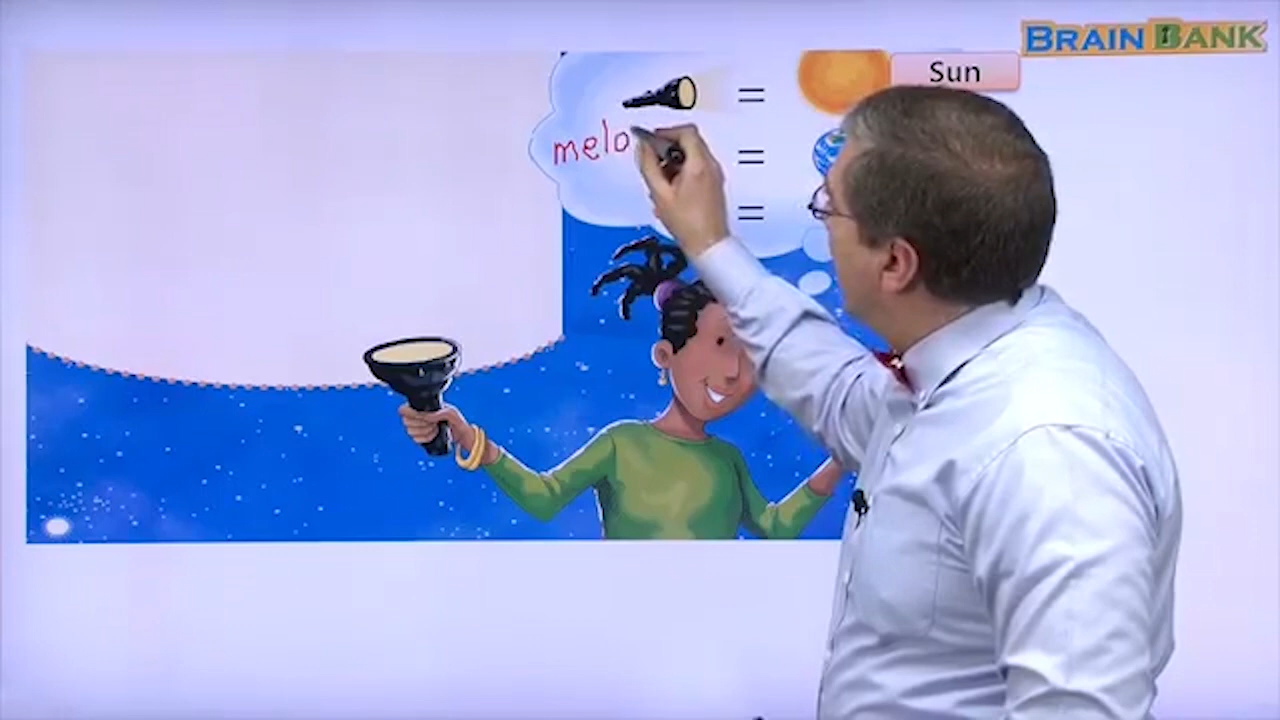 BRAIN BANK
= Sun
melo =
=